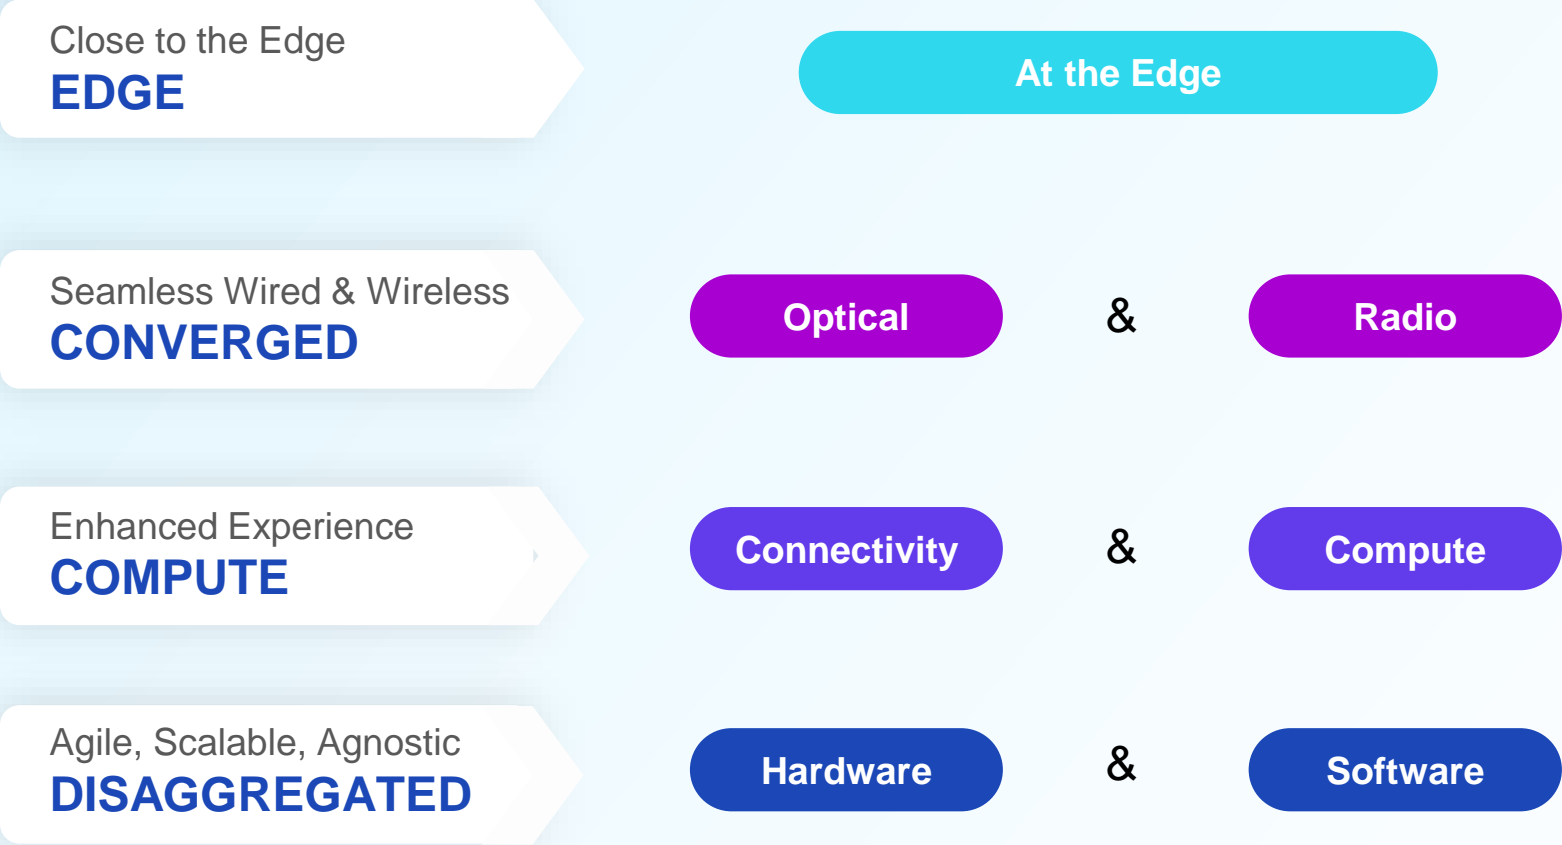 Close to the Edge
EDGE
At the Edge
Seamless Wired & Wireless
CONVERGED
Optical & Radio
Enhanced Experience
COMPUTE
Connectivity & Compute
Agile, Scalable, Agnostic
DISAGGREGATED
Hardware & Software